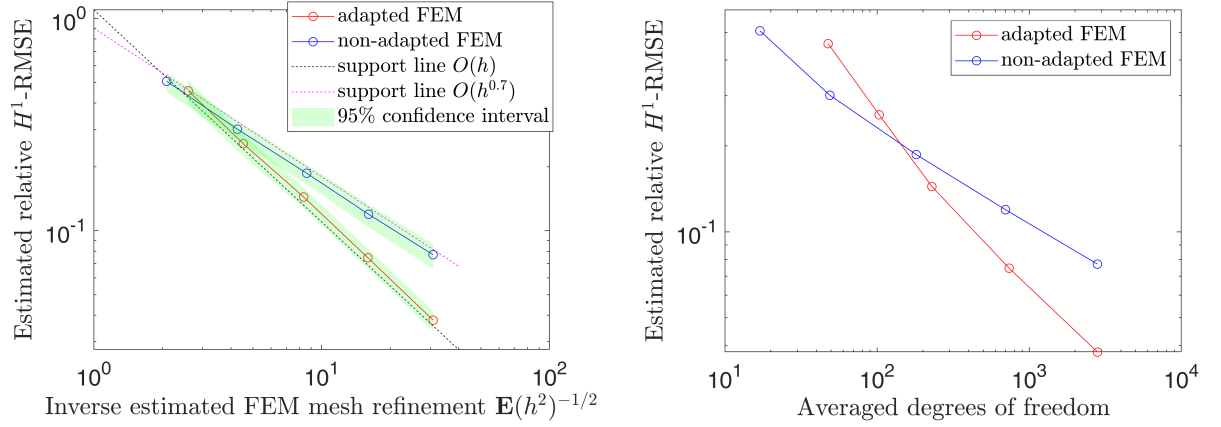 adapted FEM
non-adapted FEM
support line O(h)
support line O(h^0.7)
95% confidence interval
10^0
10^-1
10^0
10^1
10^2
Estimated relative H^1-RMSE
Inverse estimated FEM mesh refinement E(h^2)^-1/2
adapted FEM
non-adapted FEM
10^-1
10^1
10^2
10^3
10^4
Estimated relative H^1-RMSE
Averaged degrees of freedom